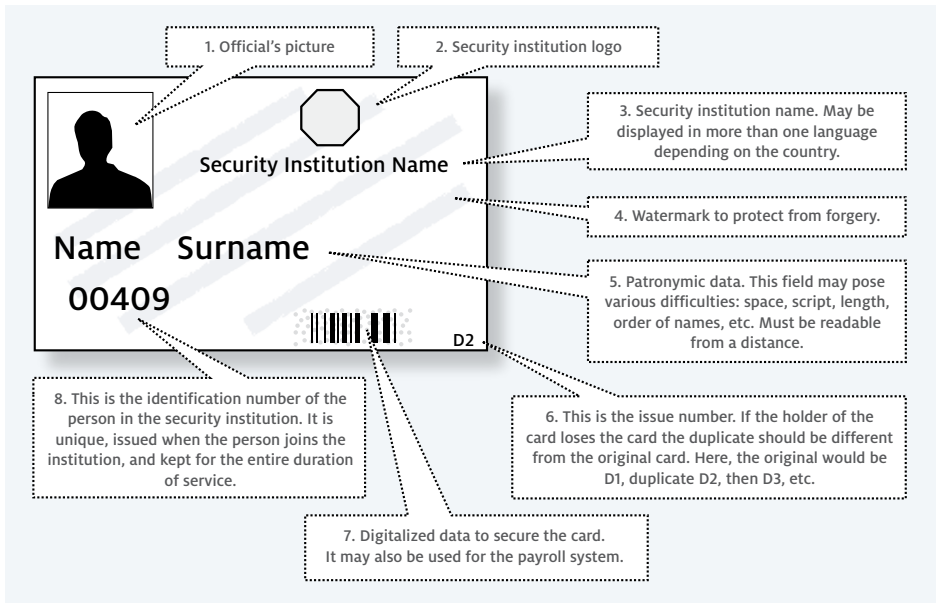 1. Official’s picture
2. Security institution logo
3. Security institution name. May be
displayed in more than one language
depending on the country.
Security Institution Name
4. Watermark to protect from forgery.
Name Surname
5. Patronymic data. This field may pose
various difficulties: space, script, length,
order of names, etc. Must be readable
from a distance.
00409
D2
8. This is the identification number of the
person in the security institution. It is
unique, issued when the person joins the
institution, and kept for the entire duration
of service.
6. This is the issue number. If the holder of the
card loses the card the duplicate should be different
from the original card. Here, the original would be
D1, duplicate D2, then D3, etc.
7. Digitalized data to secure the card.
It may also be used for the payroll system.